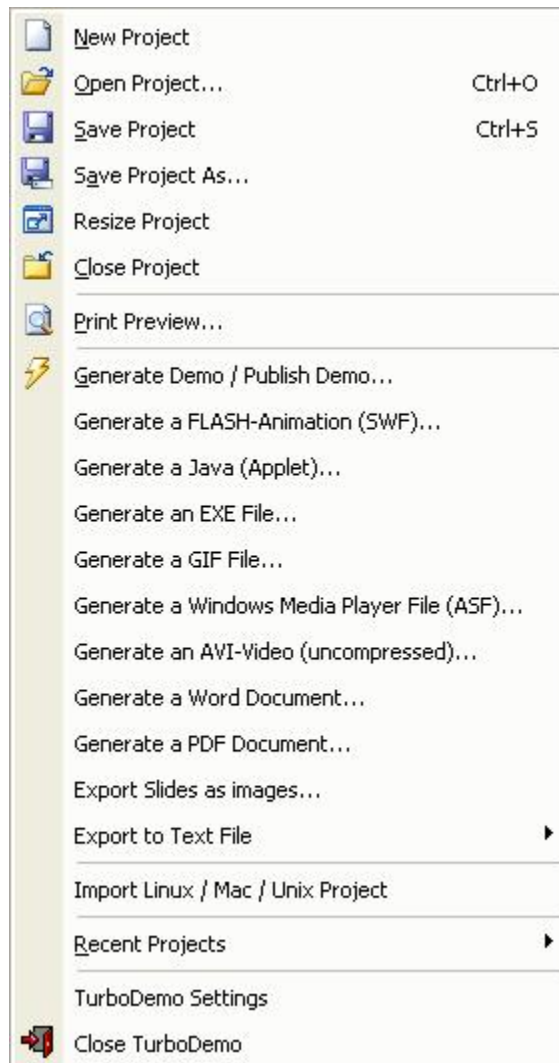 New Project
Open Project... Ctrl+O
Save Project Ctrl+S
Save Project As...
Resize Project
Close Project
Print Preview...
Generate Demo / Publish Demo...
Generate a FLASH-Animation (SWF)...
Generate a Java (Applet)...
Generate an EXE File...
Generate a GIF File...
Generate a Windows Media Player File (ASF)...
Generate an AVI-Video (uncompressed)...
Generate a Word Document...
Generate a PDF Document...
Export Slides as images...
Export to Text File
Import Linux / Mac / Unix Project
Recent Projects
TurboDemo Settings
Close TurboDemo